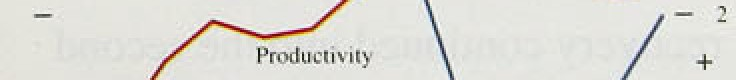 – – 2
Productivity
+